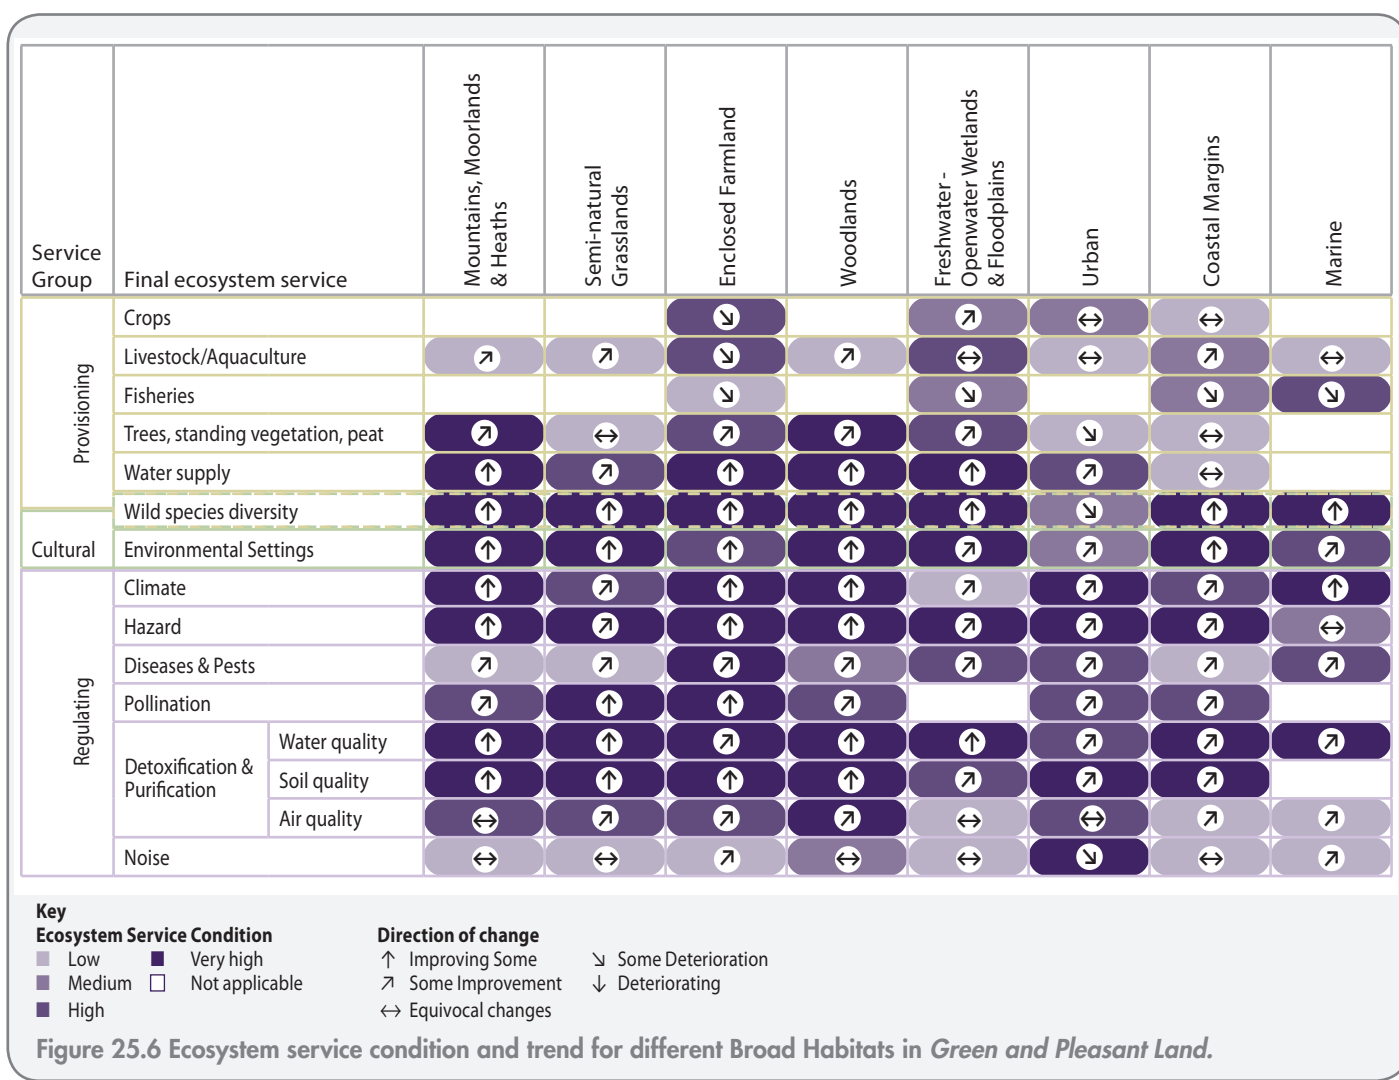 Service
Group
Final ecosystem service
Mountains, Moorlands
& Heaths
Semi-natural
Grasslands
Enclosed Farmland
Woodlands
Freshwater -
Openwater Wetlands
& Floodplains
Urban
Coastal Margins
Marine
Provisioning
Crops
Livestock/Aquaculture
Fisheries
Trees, standing vegetation, peat
Water supply
Wild species diversity
Cultural
Environmental Settings
Regulating
Climate
Hazard
Diseases & Pests
Pollination
Detoxification &
Purification
Water quality
Soil quality
Air quality
Noise
Key
Ecosystem Service Condition
Low
Very high
Medium
Not applicable
High
Direction of change
↑ Improving Some
↘ Some Deterioration
↗ Some Improvement
↓ Deteriorating
↔ Equivocal changes
Figure 25.6 Ecosystem service condition and trend for different Broad Habitats in Green and Pleasant Land.